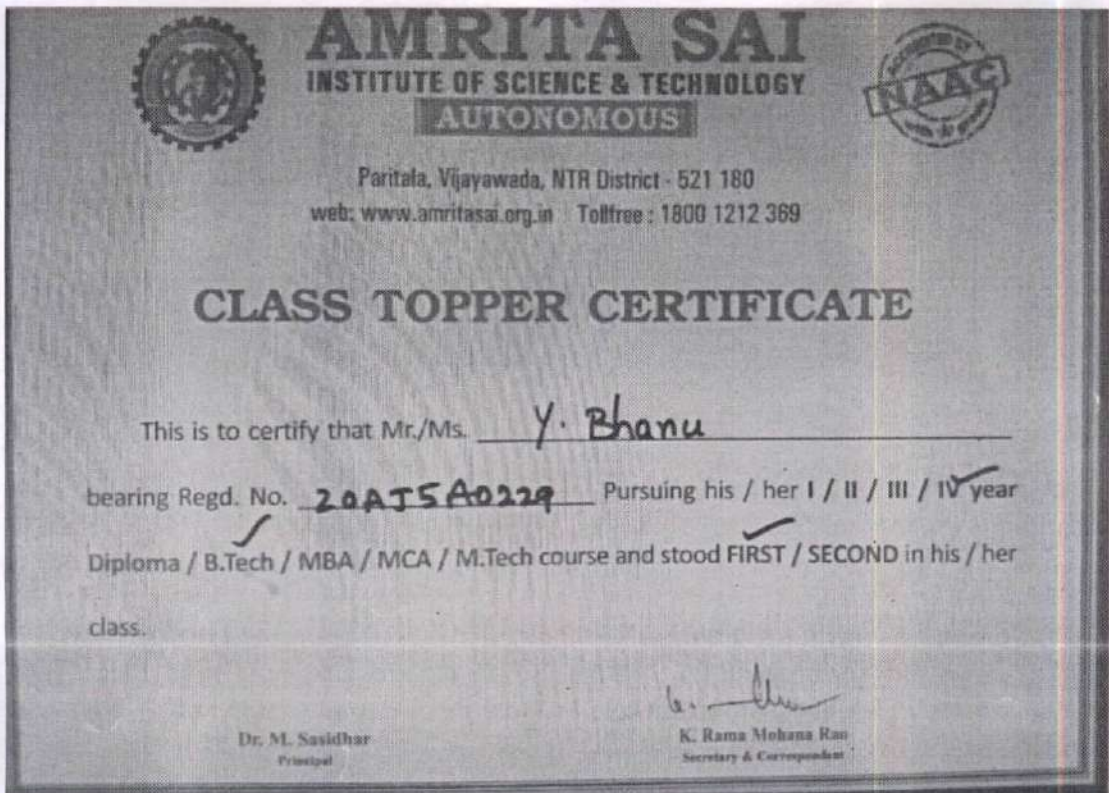 AMRITA SAI
INSTITUTE OF SCIENCE & TECHNOLOGY
AUTONOMOUS
ACCREDITED BY
NAAC
Paritala, Vijayawada, NTR District - 521 180
web: www.amritasai.org.in Tollfree : 1800 1212 369
CLASS TOPPER CERTIFICATE
This is to certify that Mr./Ms. Y. Bhanu
bearing Regd. No. 20AJ5A0229 Pursuing his / her I / II / III / IV year
Diploma / B.Tech / MBA / MCA / M.Tech course and stood FIRST / SECOND in his / her
class.
Dr. M. Sasidhar
Principal
K. Rama Mohana Rao
Secretary & Correspondent